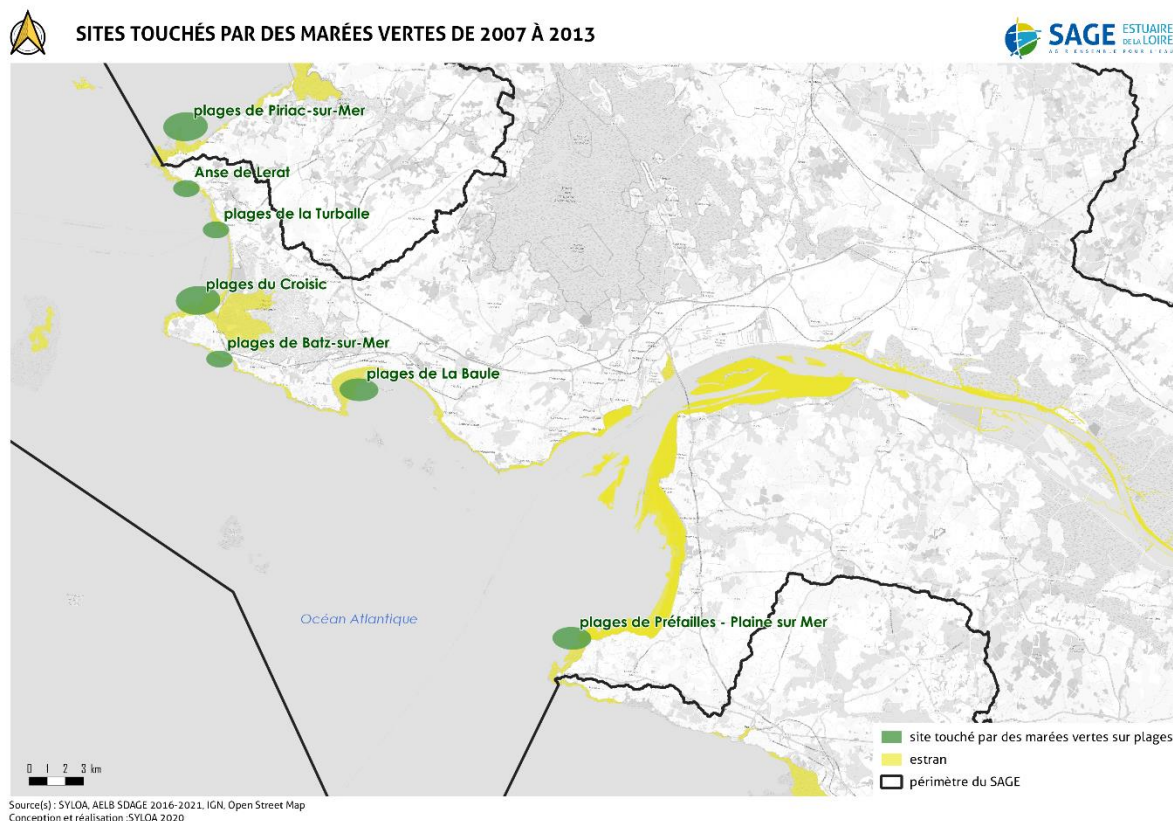 SITES TOUCHÉS PAR DES MARÉES VERTES DE 2007 À 2013
SAGE ESTUAIRE
DE LA LOIRE
plages de Piriac-sur-Mer
Anse de Lerat
plages de la Turballe
plages du Croisic
plages de Batz-sur-Mer
plages de La Baule
Océan Atlantique
plages de Préfailles - Plaine sur Mer
site touché par des marées vertes sur plages
estran
périmètre du SAGE
0 1 2 3 km
Source(s) : SYLOA, AELB SDAGE 2016-2021, IGN, Open Street Map
Conception et réalisation :SYLOA 2020